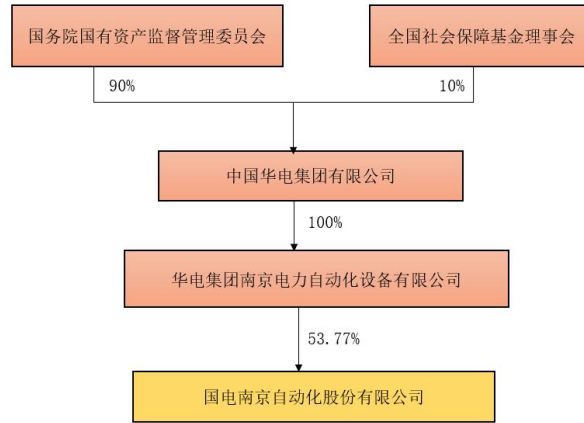 国务院国有资产监督管理委员会
全国社会保障基金理事会
90%
10%
中国华电集团有限公司
100%
华电集团南京电力自动化设备有限公司
53.77%
国电南京自动化股份有限公司